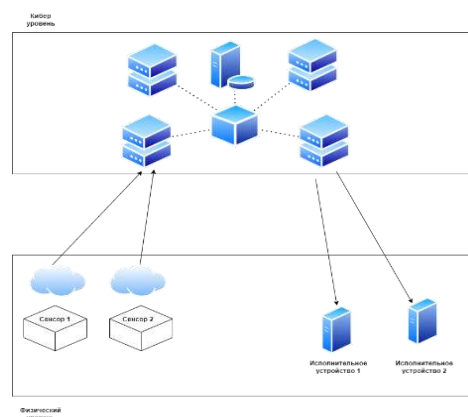 Кибер
уровень
Сенсор 1
Сенсор 2
Исполнительное
устройство 1
Исполнительное
устройство 2
Физический